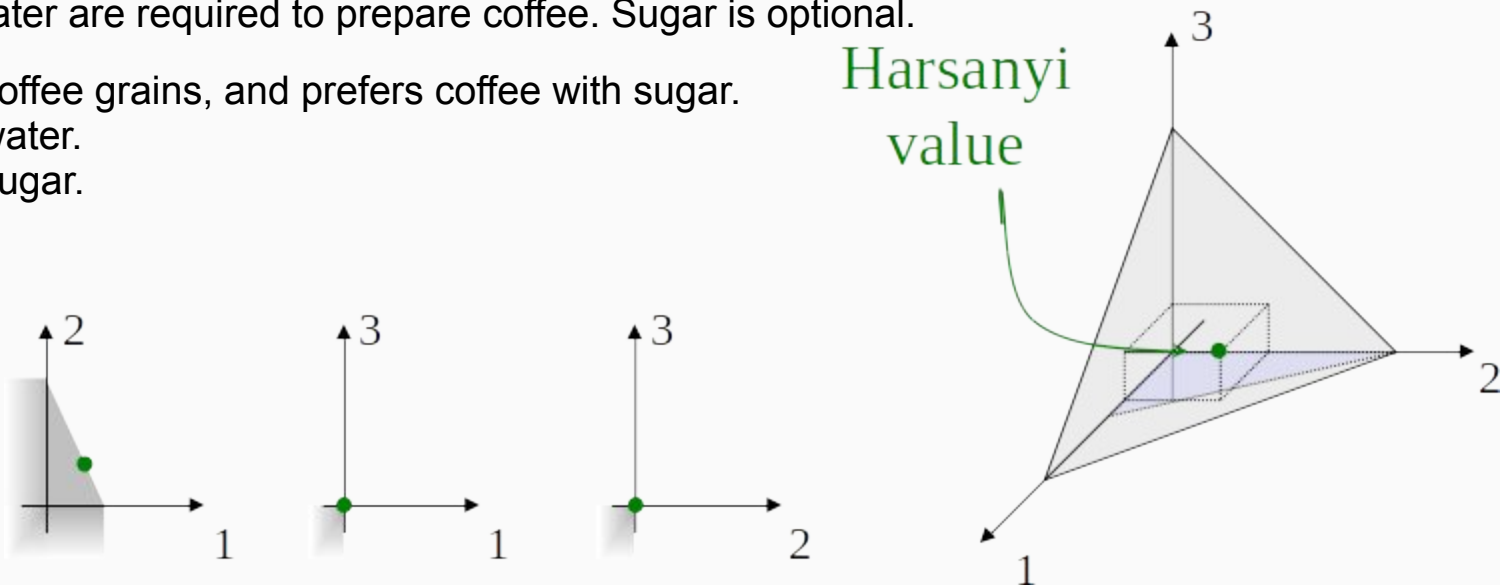 ater are required to prepare coffee. Sugar is optional.
offee grains, and prefers coffee with sugar.
vater.
ugar.
Harsanyi
value
3
2
1
2
1
3
1
3
2